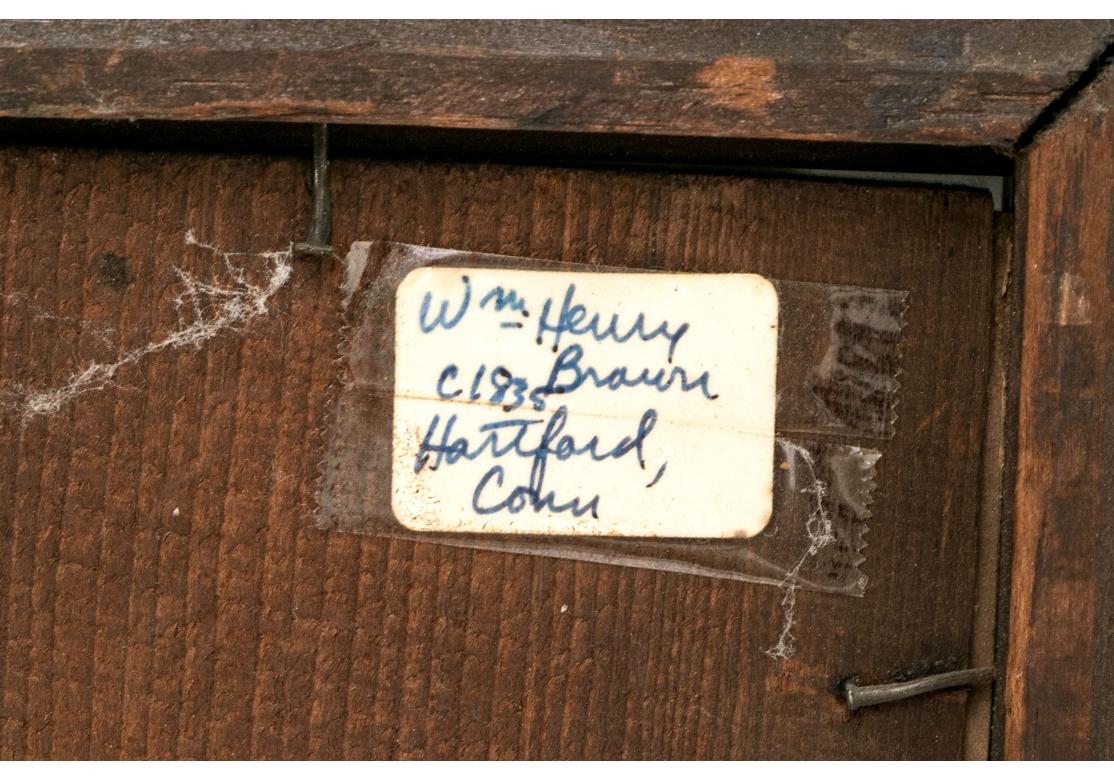 Wm Henry
Brown
C1835
Hartford,
Conn